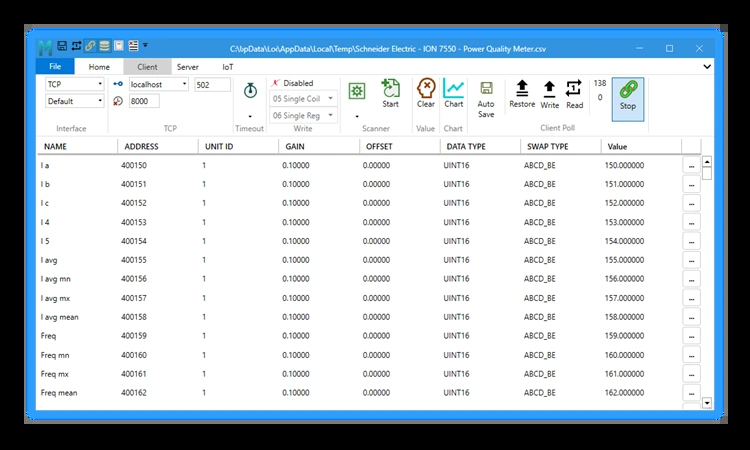 C:\IpData\Loi\AppData\Local\Temp\Schneider Electric - ION 7550 - Power Quality Meter.csv
File Home Client Server IoT
TCP localhost 502 Disabled 138
Default 8000 05 Single Coil 0
06 Single Reg Start Clear Chart Auto Save Restore Write Read Stop
Interface TCP Timeout Write Scanner Value Chart Client Poll
NAME ADDRESS UNIT ID GAIN OFFSET DATA TYPE SWAP TYPE Value
I a 400150 1 0.10000 0.00000 UINT16 ABCD_BE 150.000000 ...
I b 400151 1 0.10000 0.00000 UINT16 ABCD_BE 151.000000 ...
I c 400152 1 0.10000 0.00000 UINT16 ABCD_BE 152.000000 ...
I 4 400153 1 0.10000 0.00000 UINT16 ABCD_BE 153.000000 ...
I 5 400154 1 0.10000 0.00000 UINT16 ABCD_BE 154.000000 ...
I avg 400155 1 0.10000 0.00000 UINT16 ABCD_BE 155.000000 ...
I avg mn 400156 1 0.10000 0.00000 UINT16 ABCD_BE 156.000000 ...
I avg mx 400157 1 0.10000 0.00000 UINT16 ABCD_BE 157.000000 ...
I avg mean 400158 1 0.10000 0.00000 UINT16 ABCD_BE 158.000000 ...
Freq 400159 1 0.10000 0.00000 UINT16 ABCD_BE 159.000000 ...
Freq mn 400160 1 0.10000 0.00000 UINT16 ABCD_BE 160.000000 ...
Freq mx 400161 1 0.10000 0.00000 UINT16 ABCD_BE 161.000000 ...
Freq mean 400162 1 0.10000 0.00000 UINT16 ABCD_BE 162.000000 ...